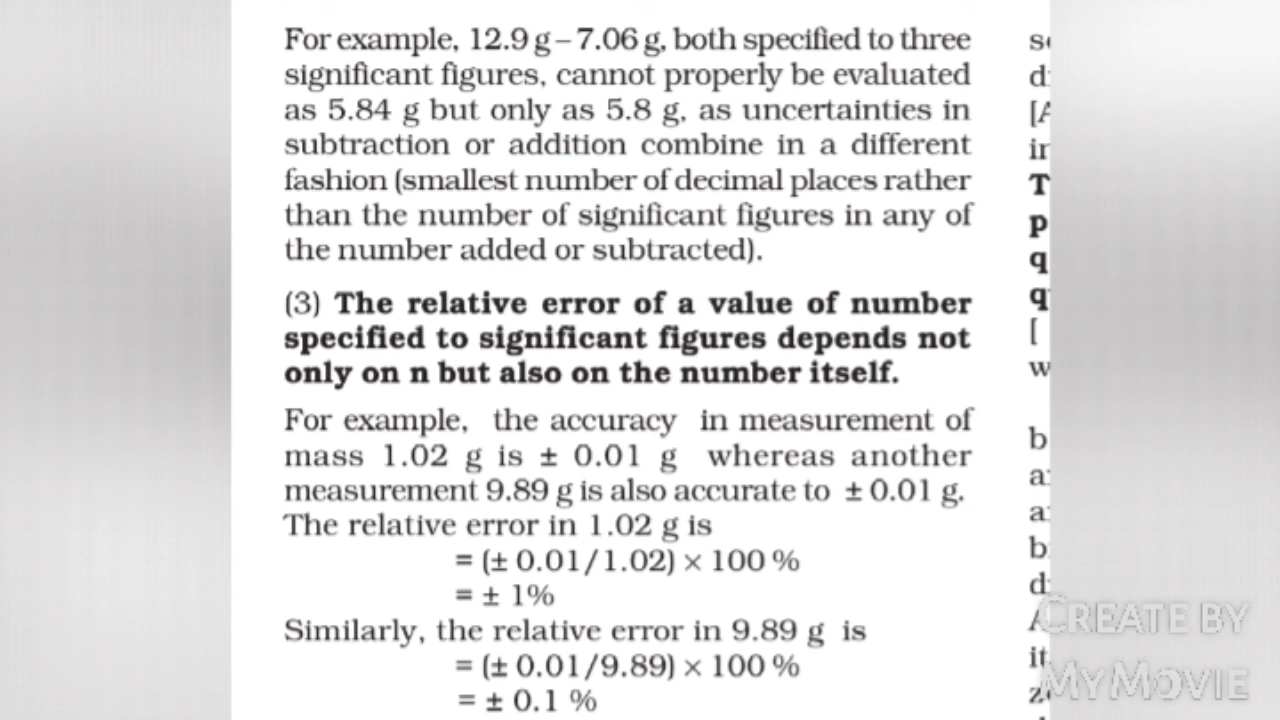 For example, 12.9 g – 7.06 g, both specified to three
significant figures, cannot properly be evaluated
as 5.84 g but only as 5.8 g, as uncertainties in
subtraction or addition combine in a different
fashion (smallest number of decimal places rather
than the number of significant figures in any of
the number added or subtracted).
(3) The relative error of a value of number
specified to significant figures depends not
only on n but also on the number itself.
For example, the accuracy in measurement of
mass 1.02 g is ± 0.01 g whereas another
measurement 9.89 g is also accurate to ± 0.01 g.
The relative error in 1.02 g is
= (± 0.01/1.02) × 100 %
= ± 1%
Similarly, the relative error in 9.89 g is
= (± 0.01/9.89) × 100 %
= ± 0.1 %
CREATE BY
MYMOVIE